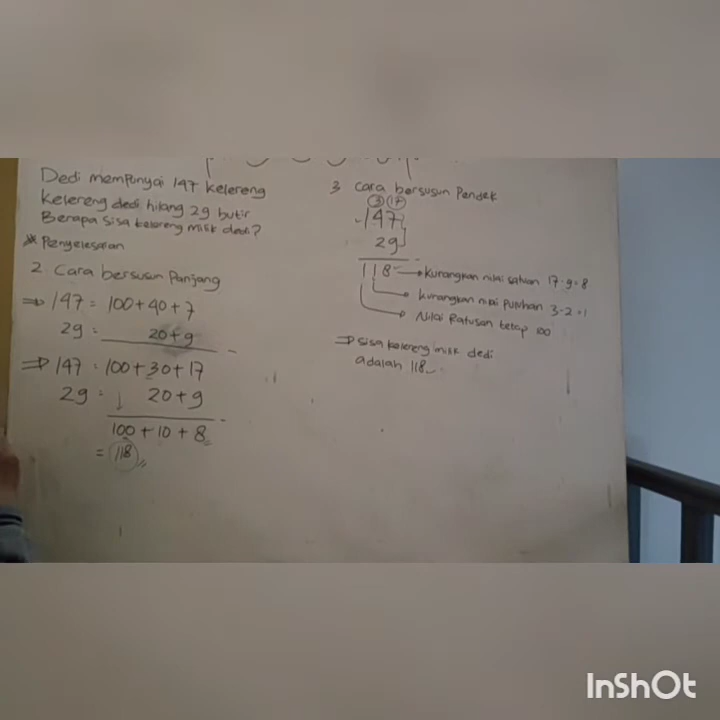 Dedi mempunyai 147 kelereng
kelereng dedi hilang 29 butir
Berapa sisa kelereng milik dedi?
* Penyelesaian
2 Cara bersusun Panjang
⇒ 147 = 100+40+7
29 = 20+9 -
⇒ 147 = 100+30+17
29 = 20+9 -
100+10+8
= 118
3 Cara bersusun Pendek
3 17
147
29 -
118 → kurangkan nilai satuan 17-9=8
→ kurangkan nilai puluhan 3-2=1
→ Nilai Ratusan tetap 100
⇒ Sisa kelereng milik dedi
adalah 118
InShOt